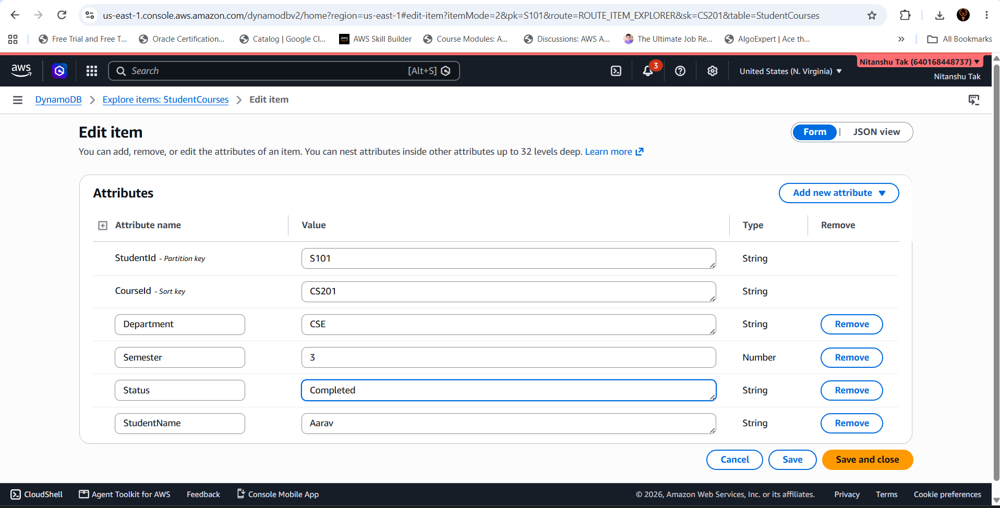 us-east-1.console.aws.amazon.com/dynamodbv2/home?region=us-east-1#edit-item?itemMode=2&pk=S101&route=ROUTE_ITEM_EXPLORER&sk=CS201&table=StudentCourses
Free Trial and Free T...
Oracle Certification...
Catalog | Google Cl...
aws AWS Skill Builder
Course Modules: A...
Discussions: AWS A...
The Ultimate Job Re...
AlgoExpert | Ace th...
»
All Bookmarks
aws
Search [Alt+S]
3
United States (N. Virginia) ▼
Nitanshu Tak (640168448737) ▼
Nitanshu Tak
DynamoDB > Explore items: StudentCourses > Edit item
Edit item
Form | JSON view
You can add, remove, or edit the attributes of an item. You can nest attributes inside other attributes up to 32 levels deep. Learn more
Attributes
Add new attribute ▼
Attribute name Value Type Remove
StudentId - Partition key S101 String
CourseId - Sort key CS201 String
Department CSE String Remove
Semester 3 Number Remove
Status Completed String Remove
StudentName Aarav String Remove
Cancel Save Save and close
CloudShell Agent Toolkit for AWS Feedback Console Mobile App © 2026, Amazon Web Services, Inc. or its affiliates. Privacy Terms Cookie preferences